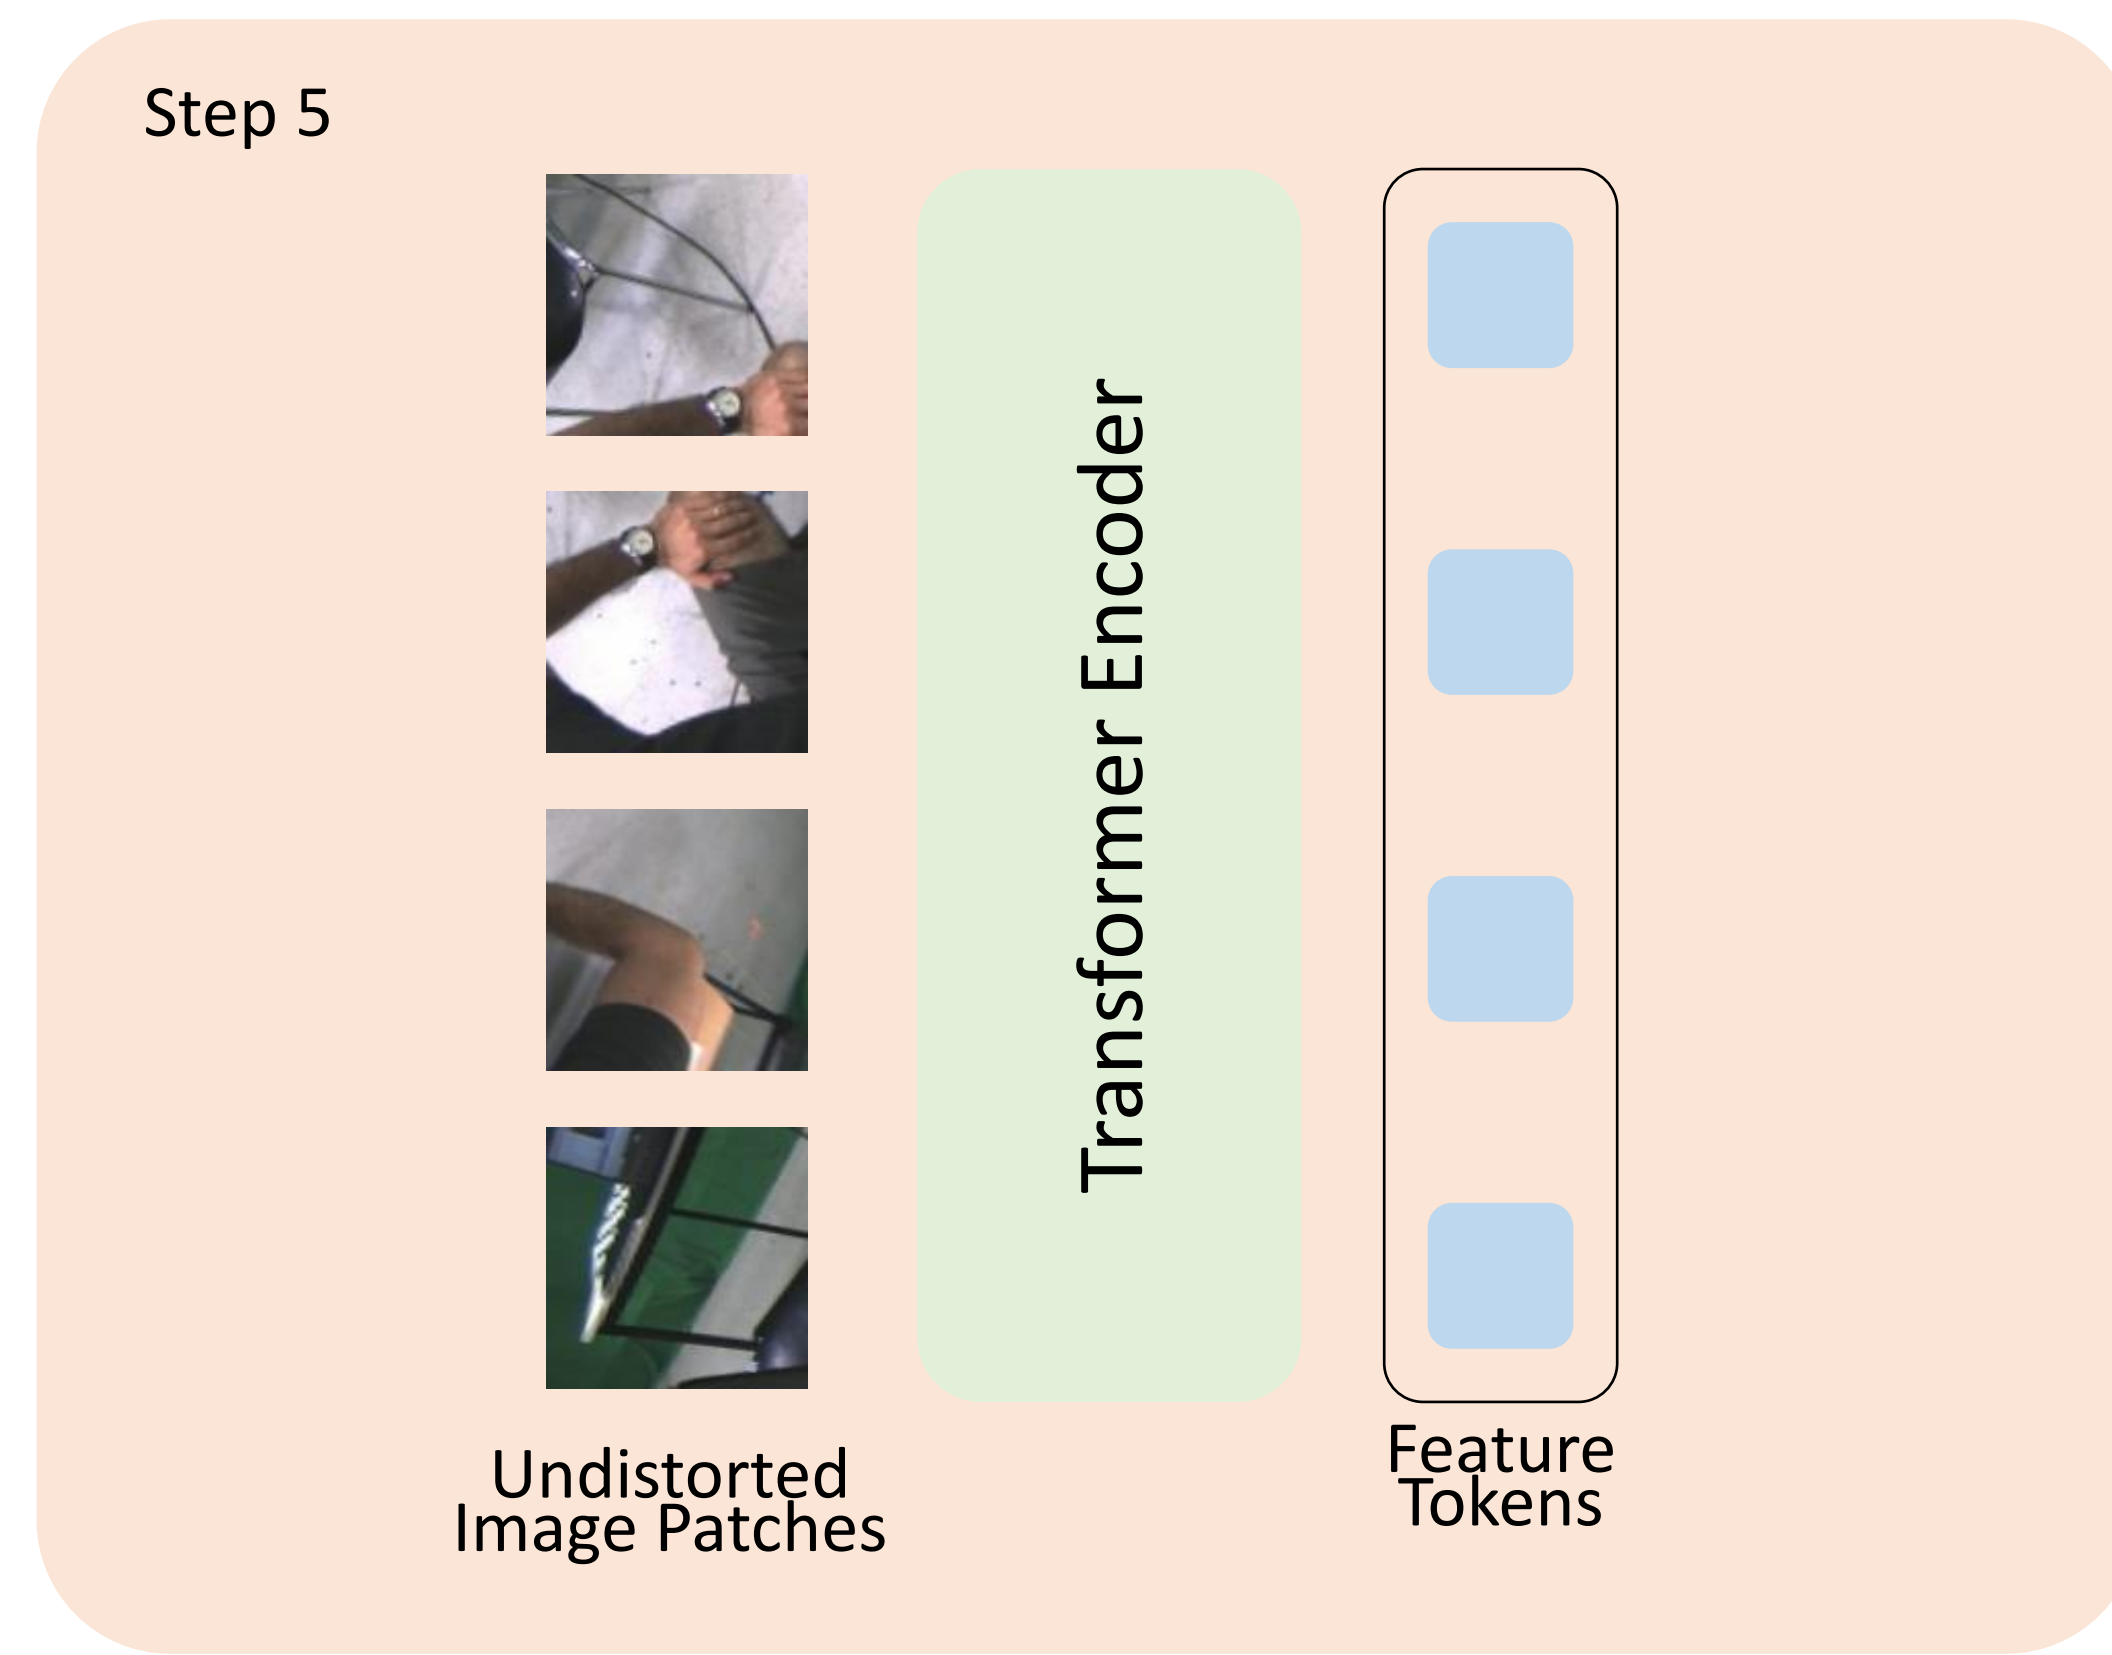 Step 5
Transformer Encoder
Undistorted
Image Patches
Feature
Tokens